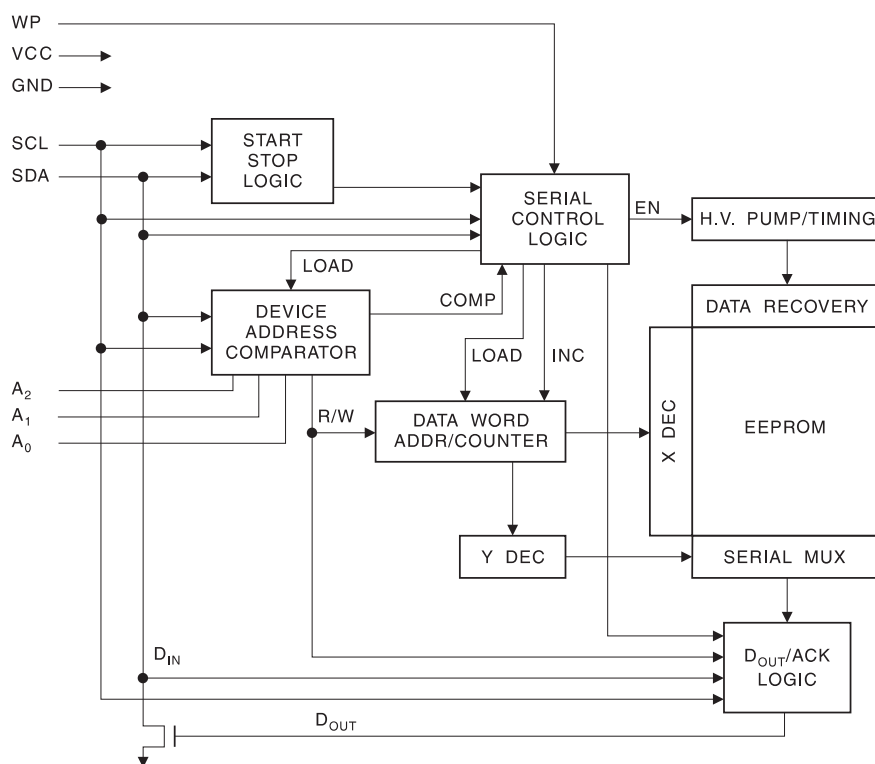 WP
VCC
GND
SCL
SDA
START
STOP
LOGIC
SERIAL
CONTROL
LOGIC
EN
H.V. PUMP/TIMING
LOAD
COMP
DEVICE
ADDRESS
COMPARATOR
DATA RECOVERY
LOAD
INC
A2
A1
A0
R/W
DATA WORD
ADDR/COUNTER
X DEC
EEPROM
Y DEC
SERIAL MUX
DIN
DOUT/ACK
LOGIC
DOUT